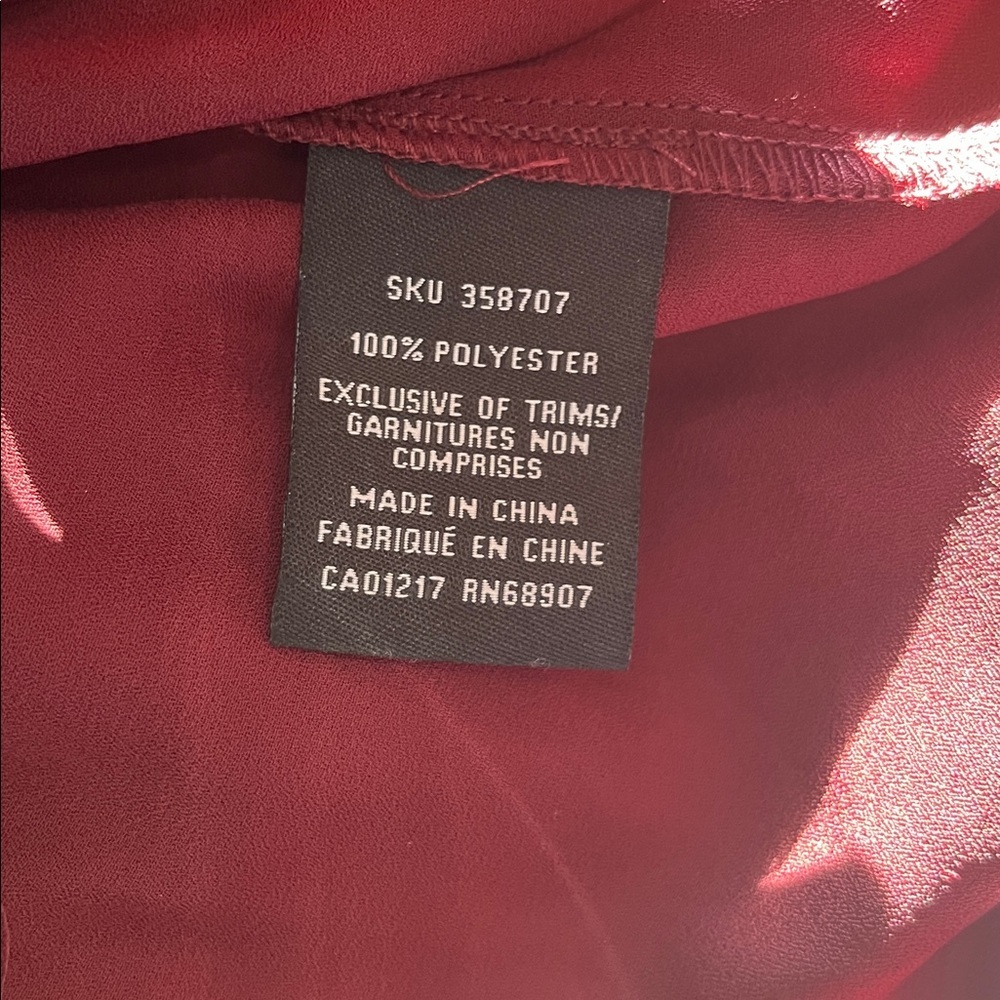 SKU 358707
100% POLYESTER
EXCLUSIVE OF TRIMS/
GARNITURES NON
COMPRISES
MADE IN CHINA
FABRIQUÉ EN CHINE
CA01217 RN68907